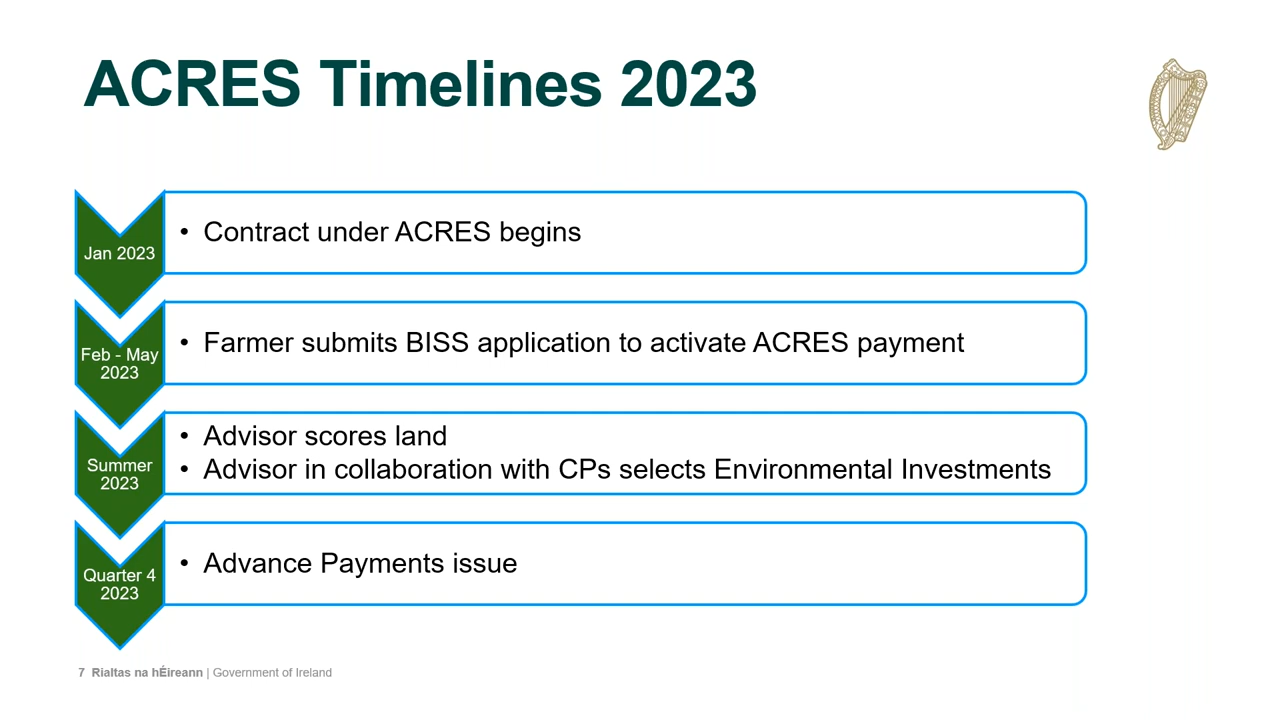 ACRES Timelines 2023
Jan 2023
• Contract under ACRES begins
Feb - May
2023
• Farmer submits BISS application to activate ACRES payment
Summer
2023
• Advisor scores land
• Advisor in collaboration with CPs selects Environmental Investments
Quarter 4
2023
• Advance Payments issue
7 Rialtas na hÉireann | Government of Ireland